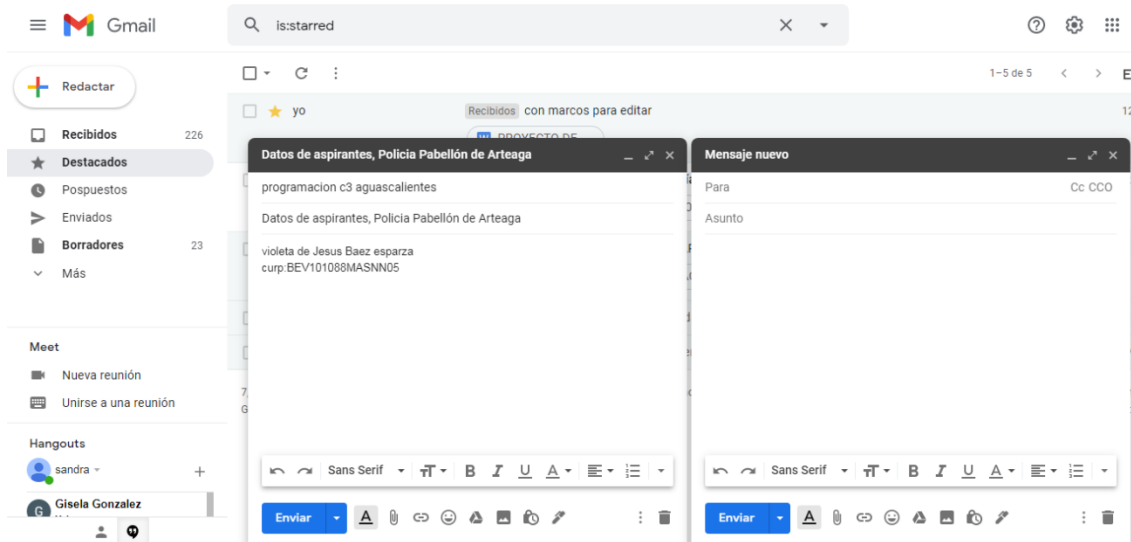 Gmail
is:starred
Redactar
1–5 de 5
Recibidos 226
Destacados
Pospuestos
Enviados
Borradores 23
Más
yo Recibidos con marcos para editar
PROYECTO DE
Datos de aspirantes, Policia Pabellón de Arteaga
programacion c3 aguascalientes
Datos de aspirantes, Policia Pabellón de Arteaga
violeta de Jesus Baez esparza
curp:BEV101088MASNN05
Sans Serif
Enviar
Mensaje nuevo
Para Cc CCO
Asunto
Sans Serif
Enviar
Meet
Nueva reunión
Unirse a una reunión
Hangouts
sandra
G Gisela Gonzalez